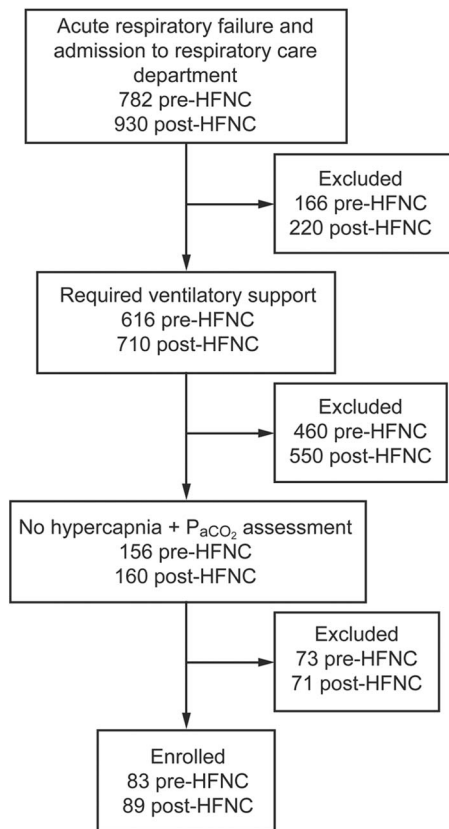 Acute respiratory failure and
admission to respiratory care
department
782 pre-HFNC
930 post-HFNC
Excluded
166 pre-HFNC
220 post-HFNC
Required ventilatory support
616 pre-HFNC
710 post-HFNC
Excluded
460 pre-HFNC
550 post-HFNC
No hypercapnia + PaCO₂ assessment
156 pre-HFNC
160 post-HFNC
Excluded
73 pre-HFNC
71 post-HFNC
Enrolled
83 pre-HFNC
89 post-HFNC